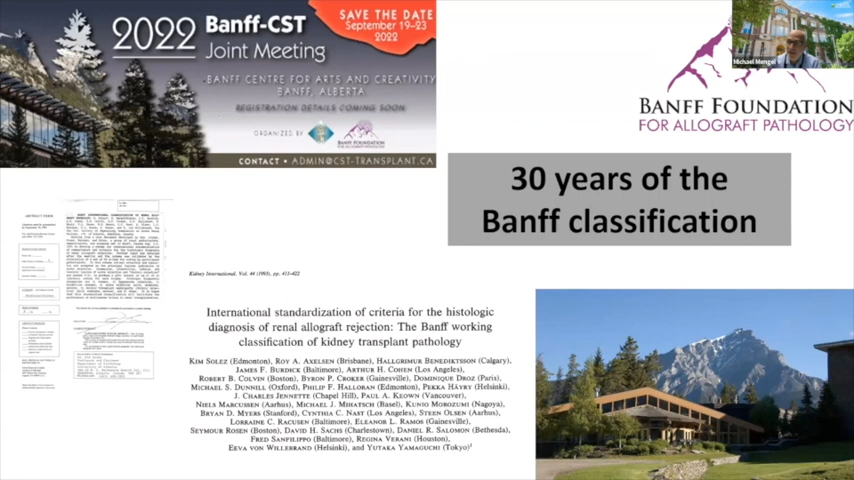 2022
Banff-CST
Joint Meeting
SAVE THE DATE
September 19-23
2022
BANFF CENTRE FOR ARTS AND CREATIVITY
BANFF, ALBERTA
REGISTRATION DETAILS COMING SOON
ORGANIZED BY
BANFF FOUNDATION
CONTACT • ADMIN@CST-TRANSPLANT.CA
Michael Mengel
BANFF FOUNDATION
FOR ALLOGRAFT PATHOLOGY
30 years of the
Banff classification
ABSTRACT FORM
Kidney International, Vol. 44 (1993), pp. 411-422
International standardization of criteria for the histologic
diagnosis of renal allograft rejection: The Banff working
classification of kidney transplant pathology
KIM SOLEZ (Edmonton), ROY A. AXELSEN (Brisbane), HALLGRIMUR BENEDIKTSSON (Calgary),
JAMES F. BURDICK (Baltimore), ARTHUR H. COHEN (Los Angeles),
ROBERT B. COLVIN (Boston), BYRON P. CROKER (Gainesville), DOMINIQUE DROZ (Paris),
MICHAEL S. DUNNILL (Oxford), PHILIP F. HALLORAN (Edmonton), PEKKA HÄYRY (Helsinki),
J. CHARLES JENNETTE (Chapel Hill), PAUL A. KEOWN (Vancouver),
NIELS MARCUSSEN (Aarhus), MICHAEL J. MIHATSCH (Basel), KUNIO MOROZUMI (Nagoya),
BRYAN D. MYERS (Stanford), CYNTHIA C. NAST (Los Angeles), STEEN OLSEN (Aarhus),
LORRAINE C. RACUSEN (Baltimore), ELEANOR L. RAMOS (Gainesville),
SEYMOUR ROSEN (Boston), DAVID H. SACHS (Charlestown), DANIEL R. SALOMON (Bethesda),
FRED SANFILIPPO (Baltimore), REGINA VERANI (Houston),
EEVA VON WILLEBRAND (Helsinki), and YUTAKA YAMAGUCHI (Tokyo)¹